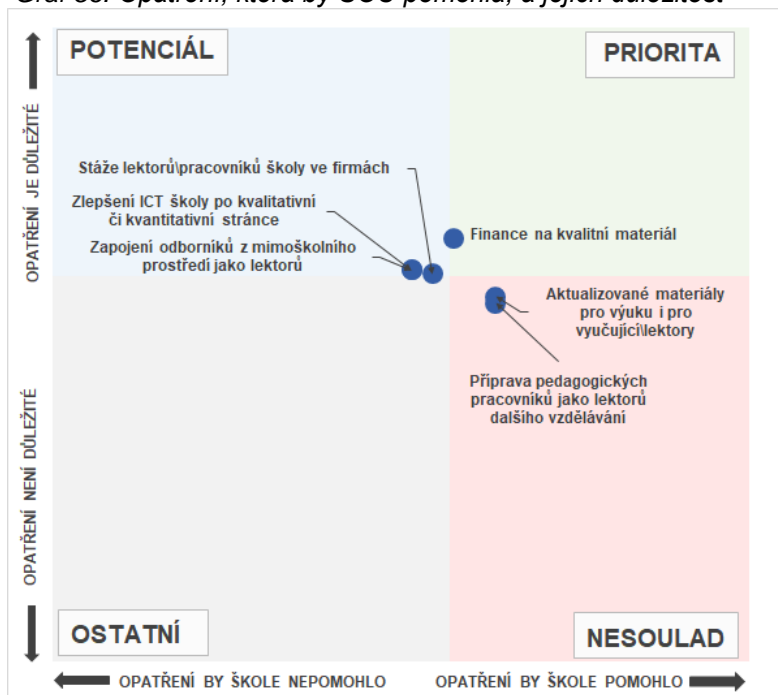 Graf 38: Opatření, která by SŠS pomohla, a jejich důležitost
POTENCIÁL
PRIORITA
OPATŘENÍ JE DŮLEŽITÉ
Stáže lektorů\pracovníků školy ve firmách
Zlepšení ICT školy po kvalitativní
či kvantitativní stránce
Zapojení odborníků z mimoškolního
prostředí jako lektorů
Finance na kvalitní materiál
Aktualizované materiály
pro výuku i pro
vyučující\lektory
Příprava pedagogických
pracovníků jako lektorů
dalšího vzdělávání
OPATŘENÍ NENÍ DŮLEŽITÉ
OSTATNÍ
NESOULAD
OPATŘENÍ BY ŠKOLE NEPOMOHLO
OPATŘENÍ BY ŠKOLE POMOHLO